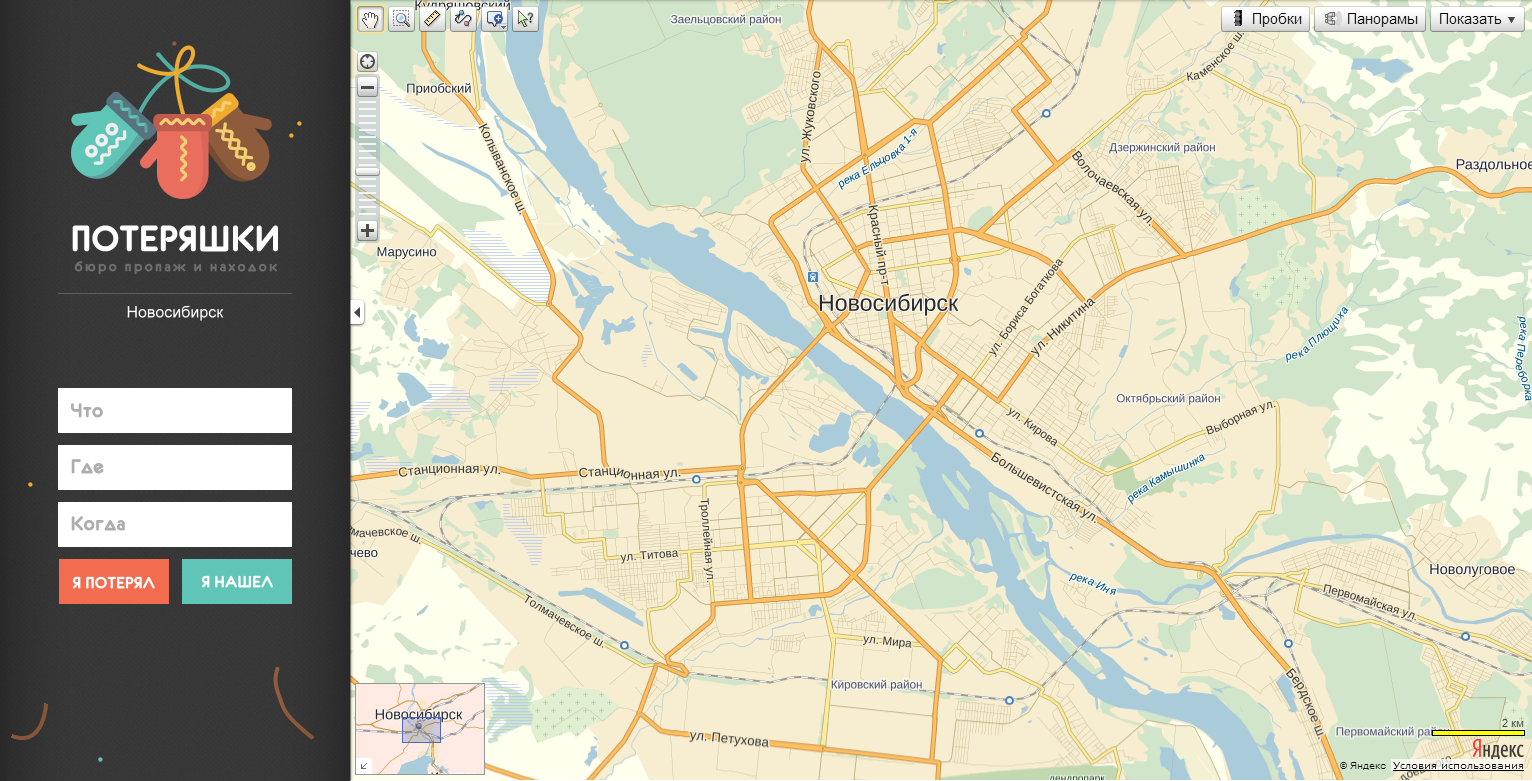 ПОТЕРЯШКИ
бюро пропаж и находок
Новосибирск
Что
Где
Когда
Я ПОТЕРЯЛ
Я НАШЕЛ
Кудряшовский
Заельцовский район
Пробки
Панорамы
Показать
Приобский
Колыванское ш.
ул. Жуковского
река Ельцовка 1-я
Каменское ш.
Дзержинский район
Волочаевская ул.
Раздольное
Марусино
Красный пр-т
Новосибирск
ул. Бориса Богаткова
ул. Никитина
река Плющиха
река Переборка
Октябрьский район
Выборная ул.
ул. Кирова
Станционная ул.
Станционная ул.
Большевистская ул.
река Камышинка
Троллейная ул.
мачевское ш.
чево
ул. Титова
река Иня
Новолуговое
Первомайская ул.
Толмачевское ш.
ул. Мира
Кировский район
Бердское ш.
Новосибирск
ул. Петухова
Первомайский рай
2 км
Яндекс
дендропарк
© Яндекс Условия использования